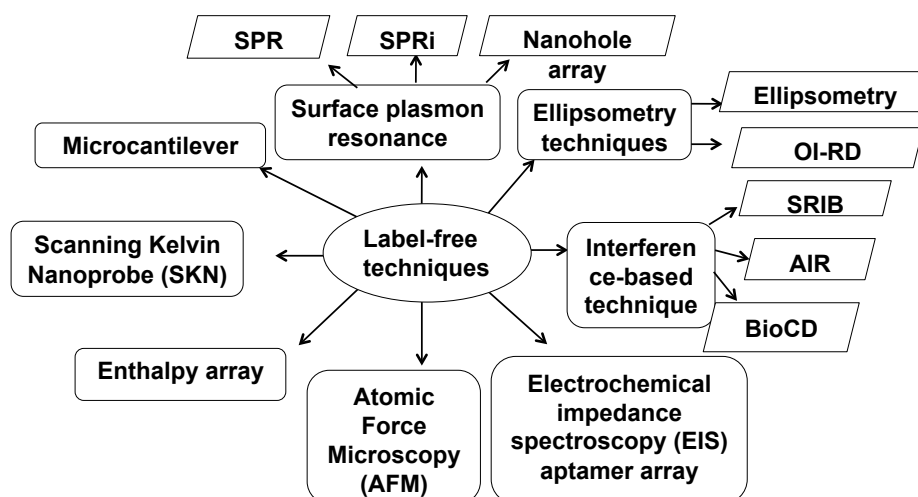 SPR
SPRi
Nanohole
array
Surface plasmon
resonance
Ellipsometry
techniques
Ellipsometry
OI-RD
Microcantilever
Label-free
techniques
Scanning Kelvin
Nanoprobe (SKN)
Interferen
ce-based
technique
SRIB
AIR
BioCD
Enthalpy array
Atomic
Force
Microscopy
(AFM)
Electrochemical
impedance
spectroscopy (EIS)
aptamer array